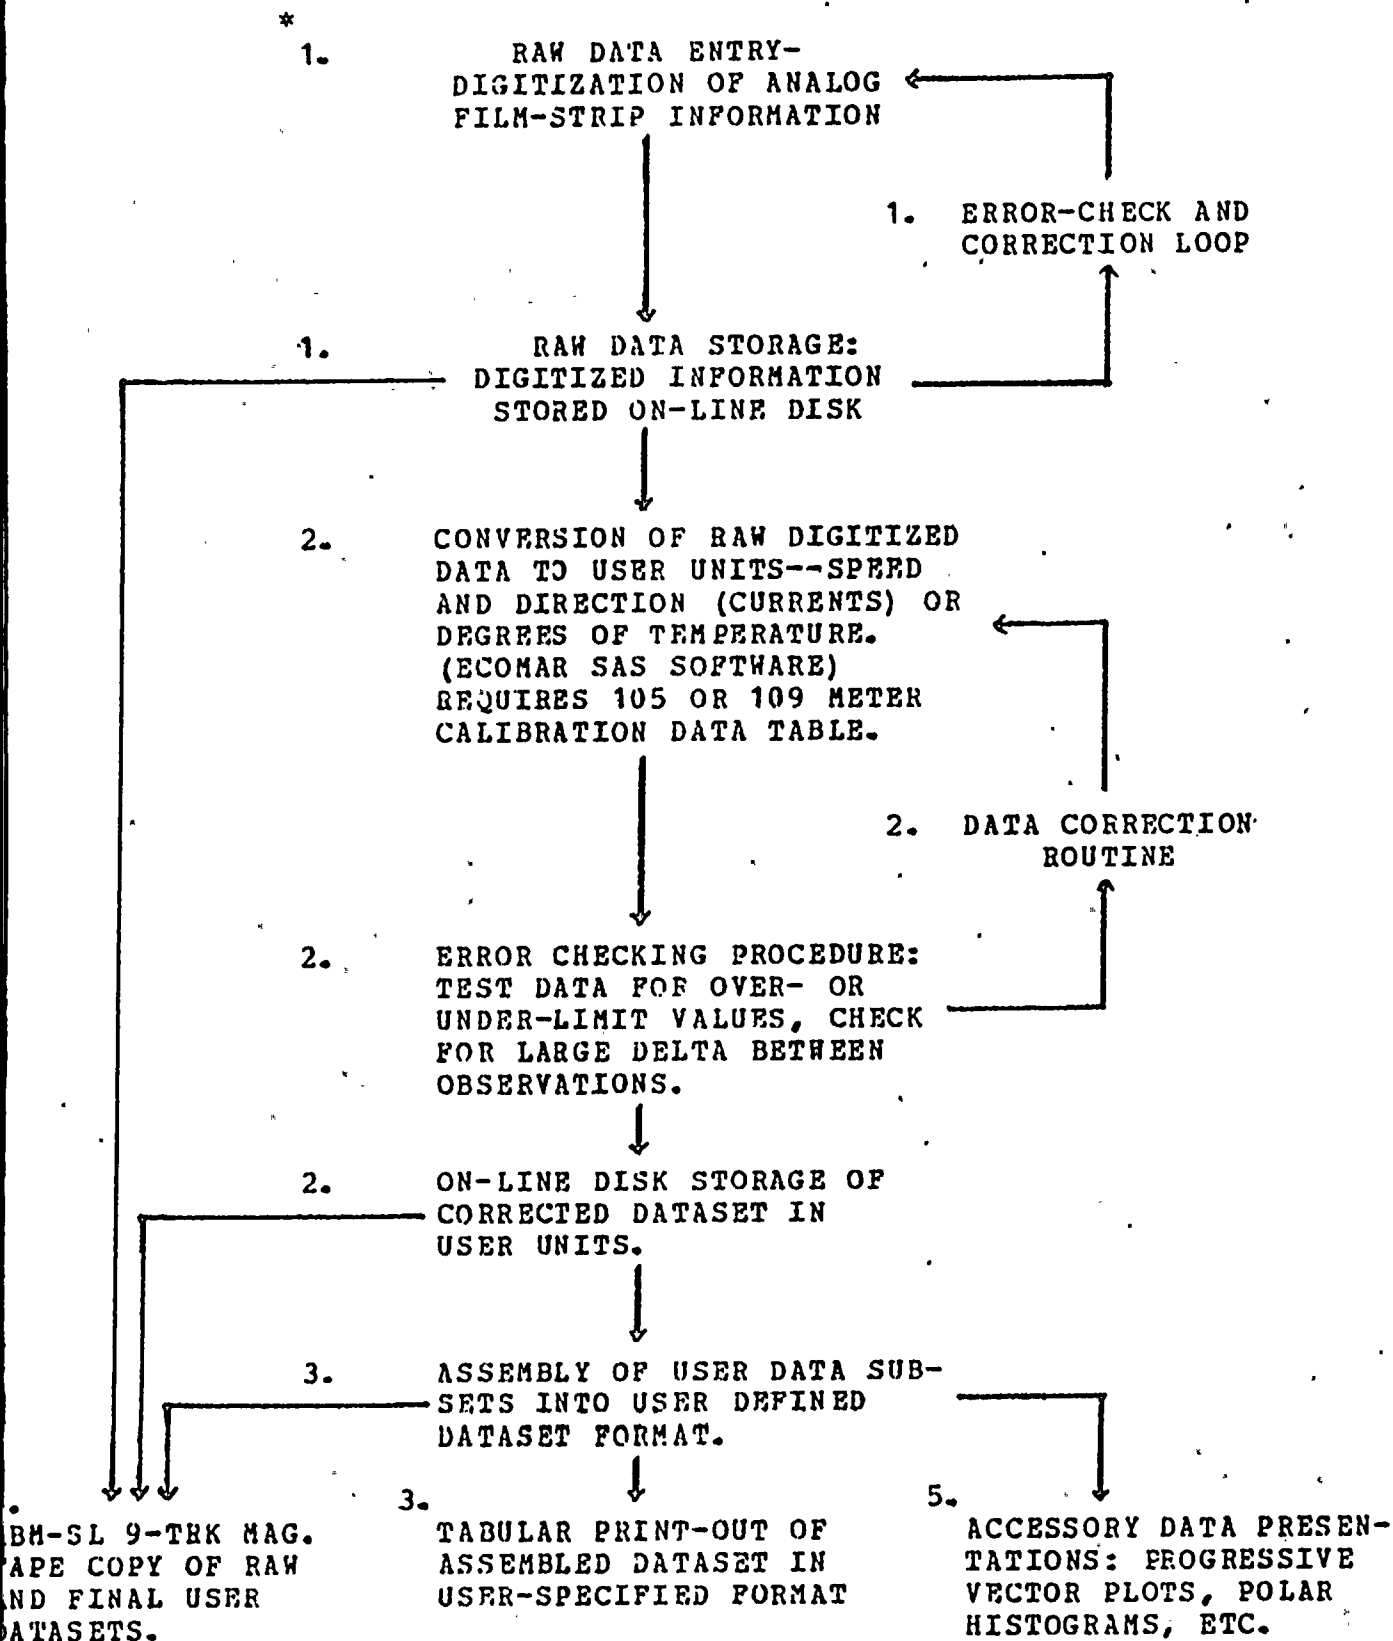 *
1. RAW DATA ENTRY-
DIGITIZATION OF ANALOG
FILM-STRIP INFORMATION
1. ERROR-CHECK AND
CORRECTION LOOP
1. RAW DATA STORAGE:
DIGITIZED INFORMATION
STORED ON-LINE DISK
2. CONVERSION OF RAW DIGITIZED
DATA TO USER UNITS--SPEED
AND DIRECTION (CURRENTS) OR
DEGREES OF TEMPERATURE.
(ECOMAR SAS SOFTWARE)
REQUIRES 105 OR 109 METER
CALIBRATION DATA TABLE.
2. DATA CORRECTION
ROUTINE
2. ERROR CHECKING PROCEDURE:
TEST DATA FOR OVER- OR
UNDER-LIMIT VALUES, CHECK
FOR LARGE DELTA BETWEEN
OBSERVATIONS.
2. ON-LINE DISK STORAGE OF
CORRECTED DATASET IN
USER UNITS.
3. ASSEMBLY OF USER DATA SUB-
SETS INTO USER DEFINED
DATASET FORMAT.
.
BM-SL 9-TRK MAG.
APE COPY OF RAW
ND FINAL USER
ATASETS.
3.
TABULAR PRINT-OUT OF
ASSEMBLED DATASET IN
USER-SPECIFIED FORMAT
5.
ACCESSORY DATA PRESEN-
TATIONS: PROGRESSIVE
VECTOR PLOTS, POLAR
HISTOGRAMS, ETC.